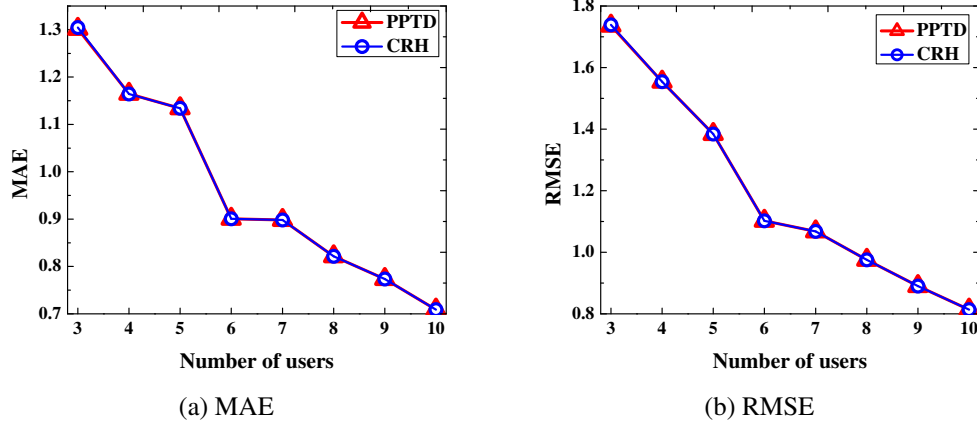 1.3
1.2
1.1
1.0
0.9
0.8
0.7
MAE
3 4 5 6 7 8 9 10
Number of users
PPTD
CRH
(a) MAE
1.8
1.6
1.4
1.2
1.0
0.8
RMSE
3 4 5 6 7 8 9 10
Number of users
PPTD
CRH
(b) RMSE